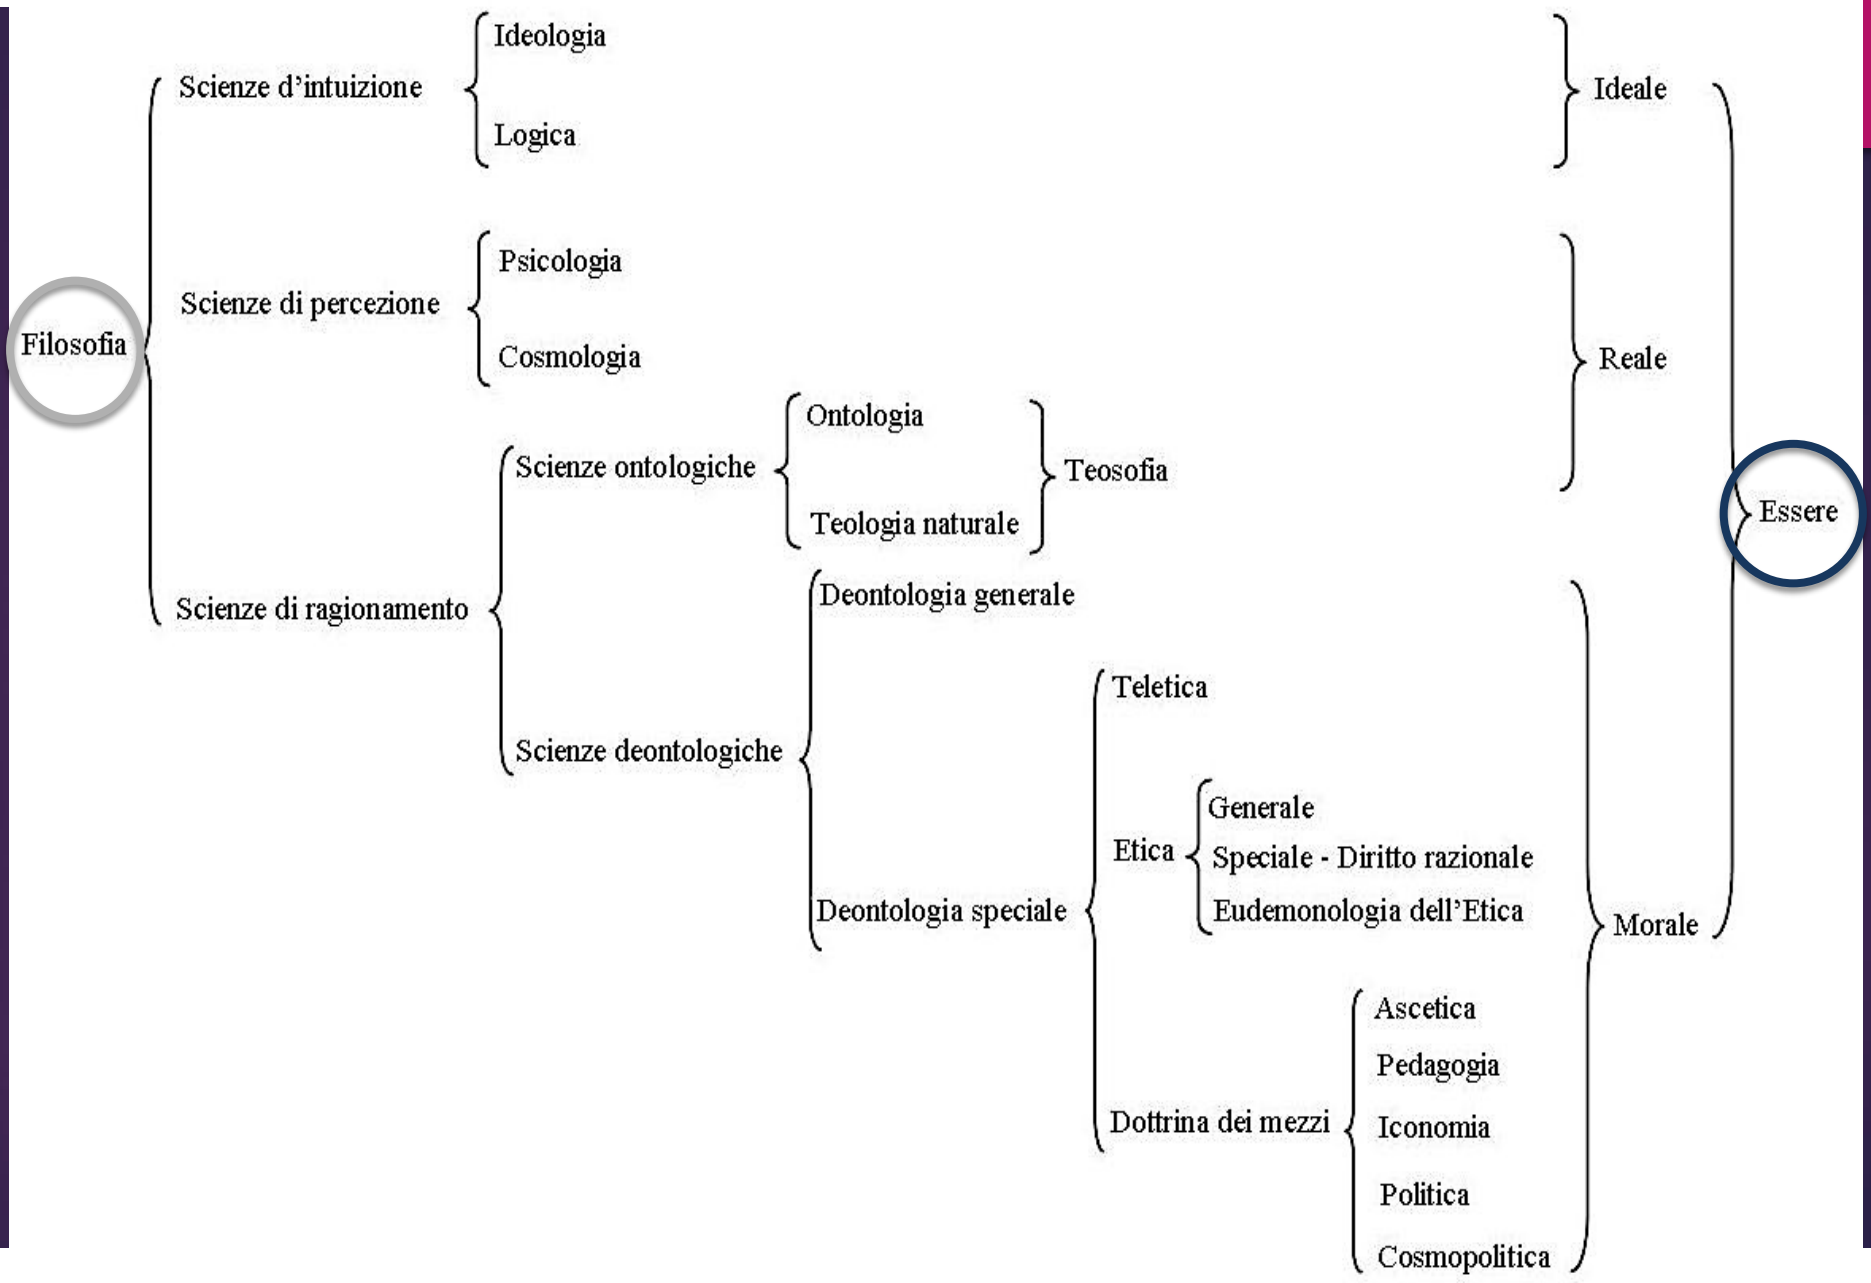 Ideologia
Scienze d’intuizione
Ideale
Logica
Psicologia
Scienze di percezione
Filosofia
Cosmologia
Reale
Ontologia
Scienze ontologiche
Teosofia
Teologia naturale
Essere
Deontologia generale
Scienze di ragionamento
Teletica
Scienze deontologiche
Generale
Etica
Speciale - Diritto razionale
Deontologia speciale
Eudemonologia dell’Etica
Morale
Ascetica
Pedagogia
Dottrina dei mezzi
Iconomia
Politica
Cosmopolitica